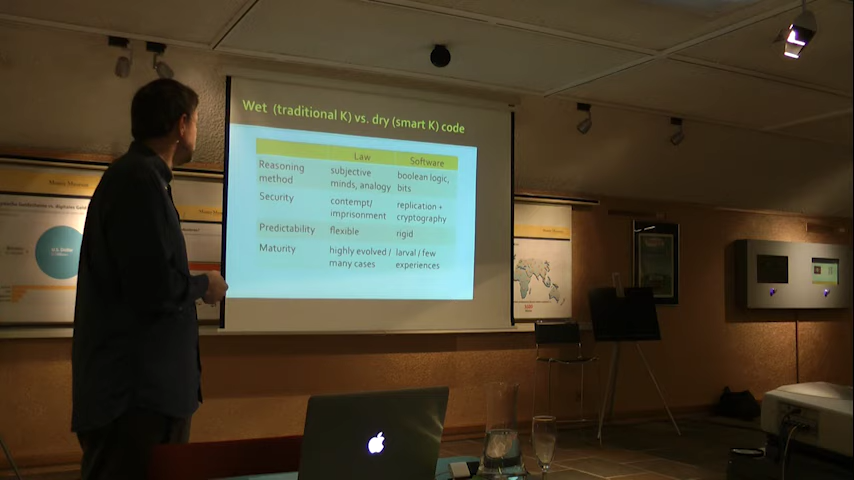 Wet (traditional K) vs. dry (smart K) code
Law Software
Reasoning method subjective minds, analogy boolean logic, bits
Security contempt/ imprisonment replication + cryptography
Predictability flexible rigid
Maturity highly evolved / many cases larval / few experiences